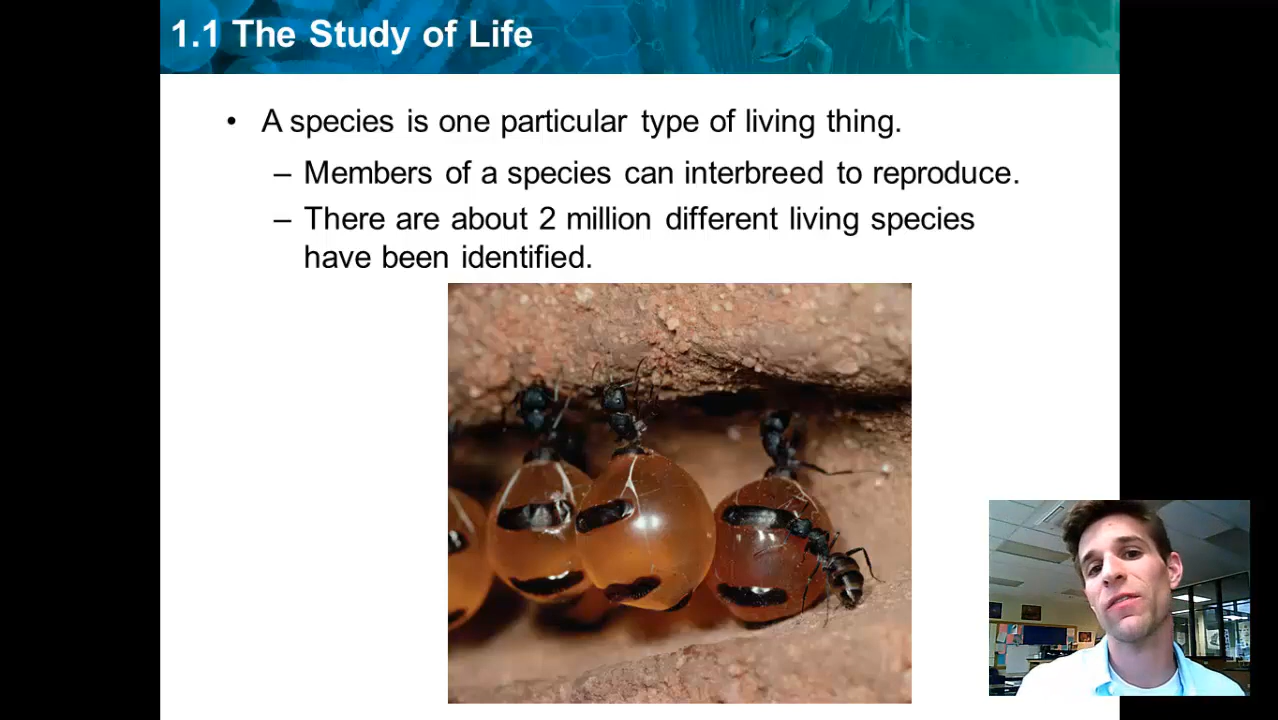 1.1 The Study of Life
• A species is one particular type of living thing.
– Members of a species can interbreed to reproduce.
– There are about 2 million different living species
have been identified.